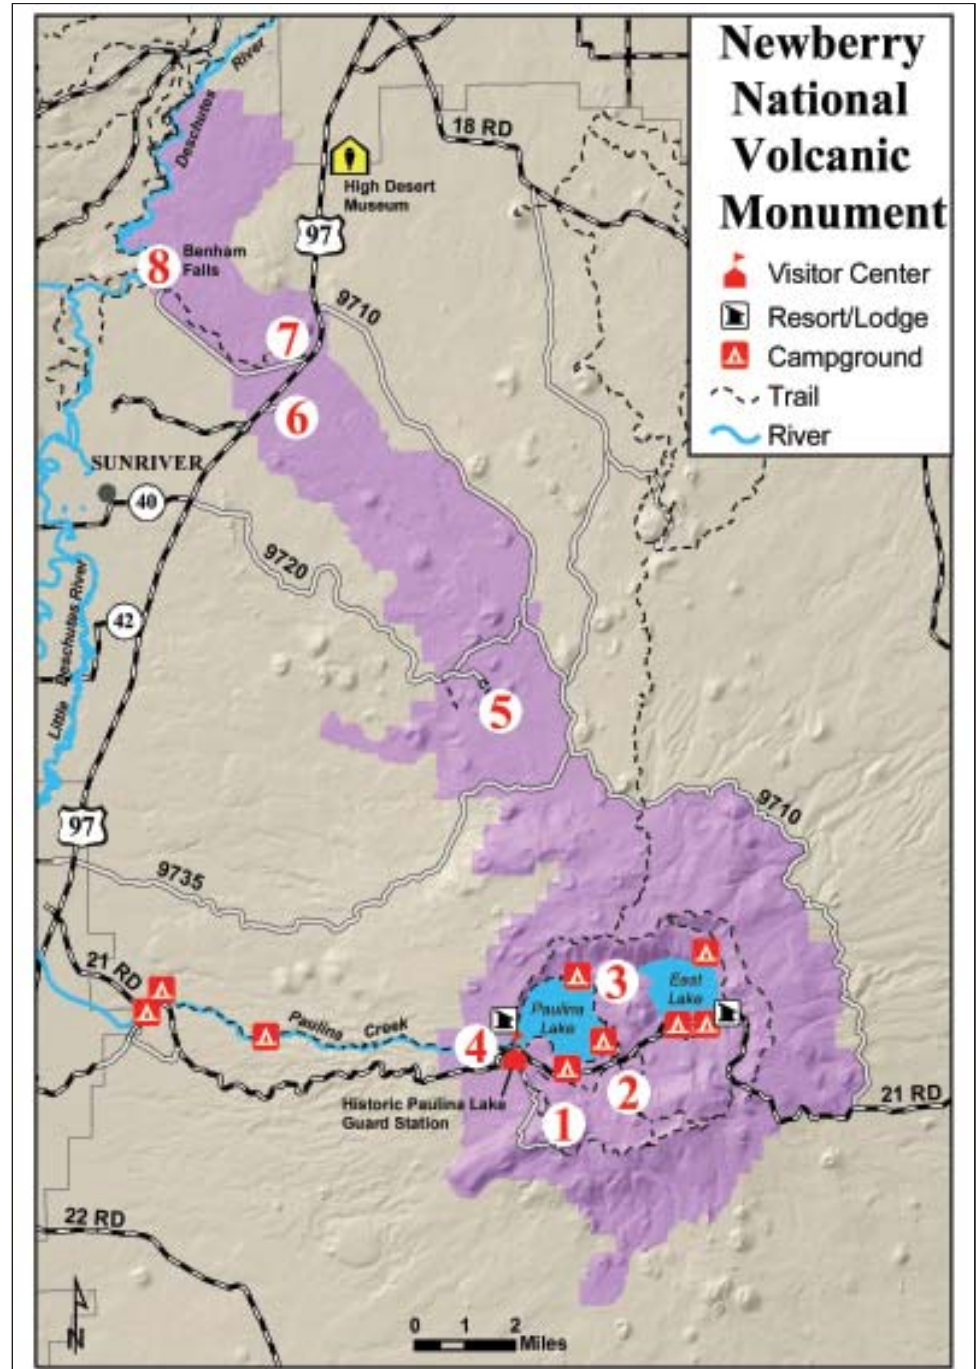 Newberry
National
Volcanic
Monument
Visitor Center
Resort/Lodge
Campground
Trail
River
Deschutes
River
18 RD
High Desert
Museum
97
8
Benham
Falls
9710
7
6
SUNRIVER
40
9720
42
Little Deschutes River
5
97
9710
9735
21 RD
3
East
Lake
Paulina
Lake
Paulina Creek
4
2
21 RD
Historic Paulina Lake
Guard Station
1
22 RD
N
0 1 2
Miles